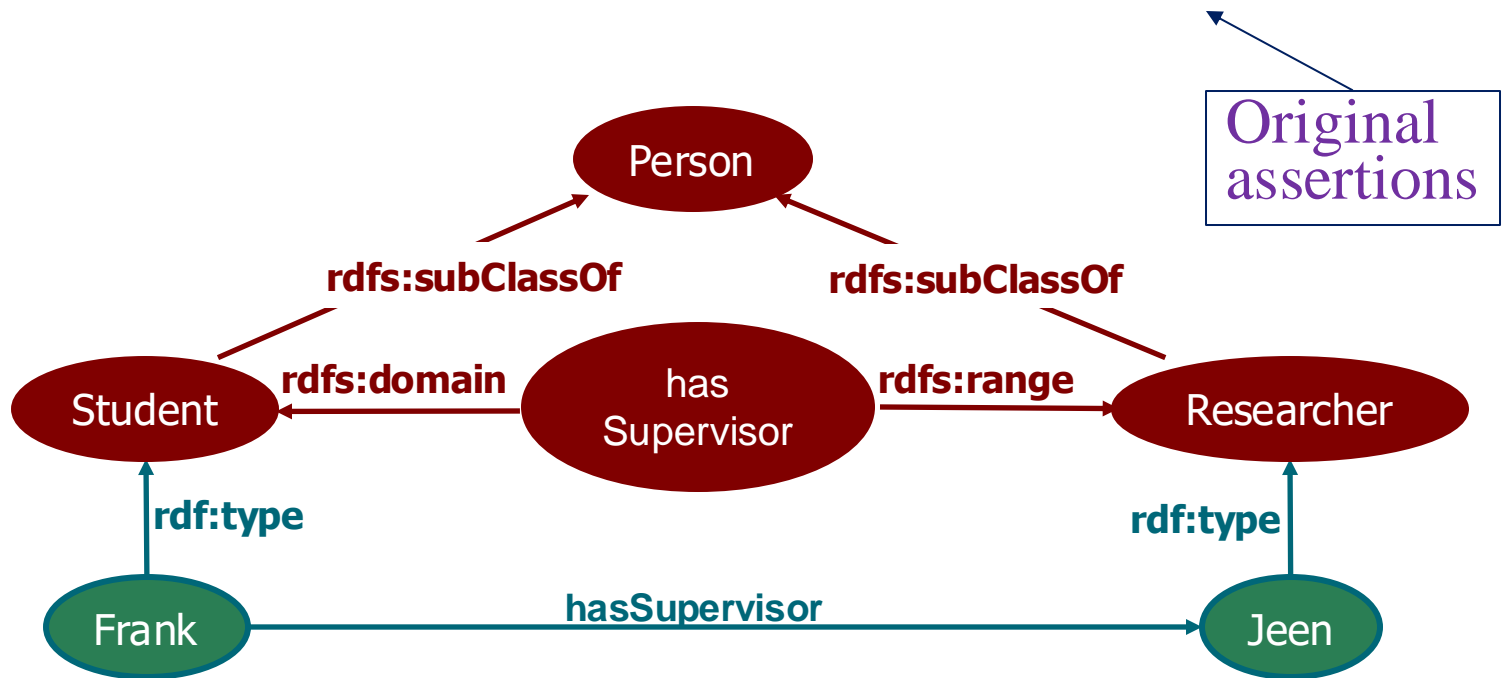 Original
assertions
Person
rdfs:subClassOf
rdfs:subClassOf
rdfs:domain
has
Supervisor
rdfs:range
Student
Researcher
rdf:type
rdf:type
hasSupervisor
Frank
Jeen